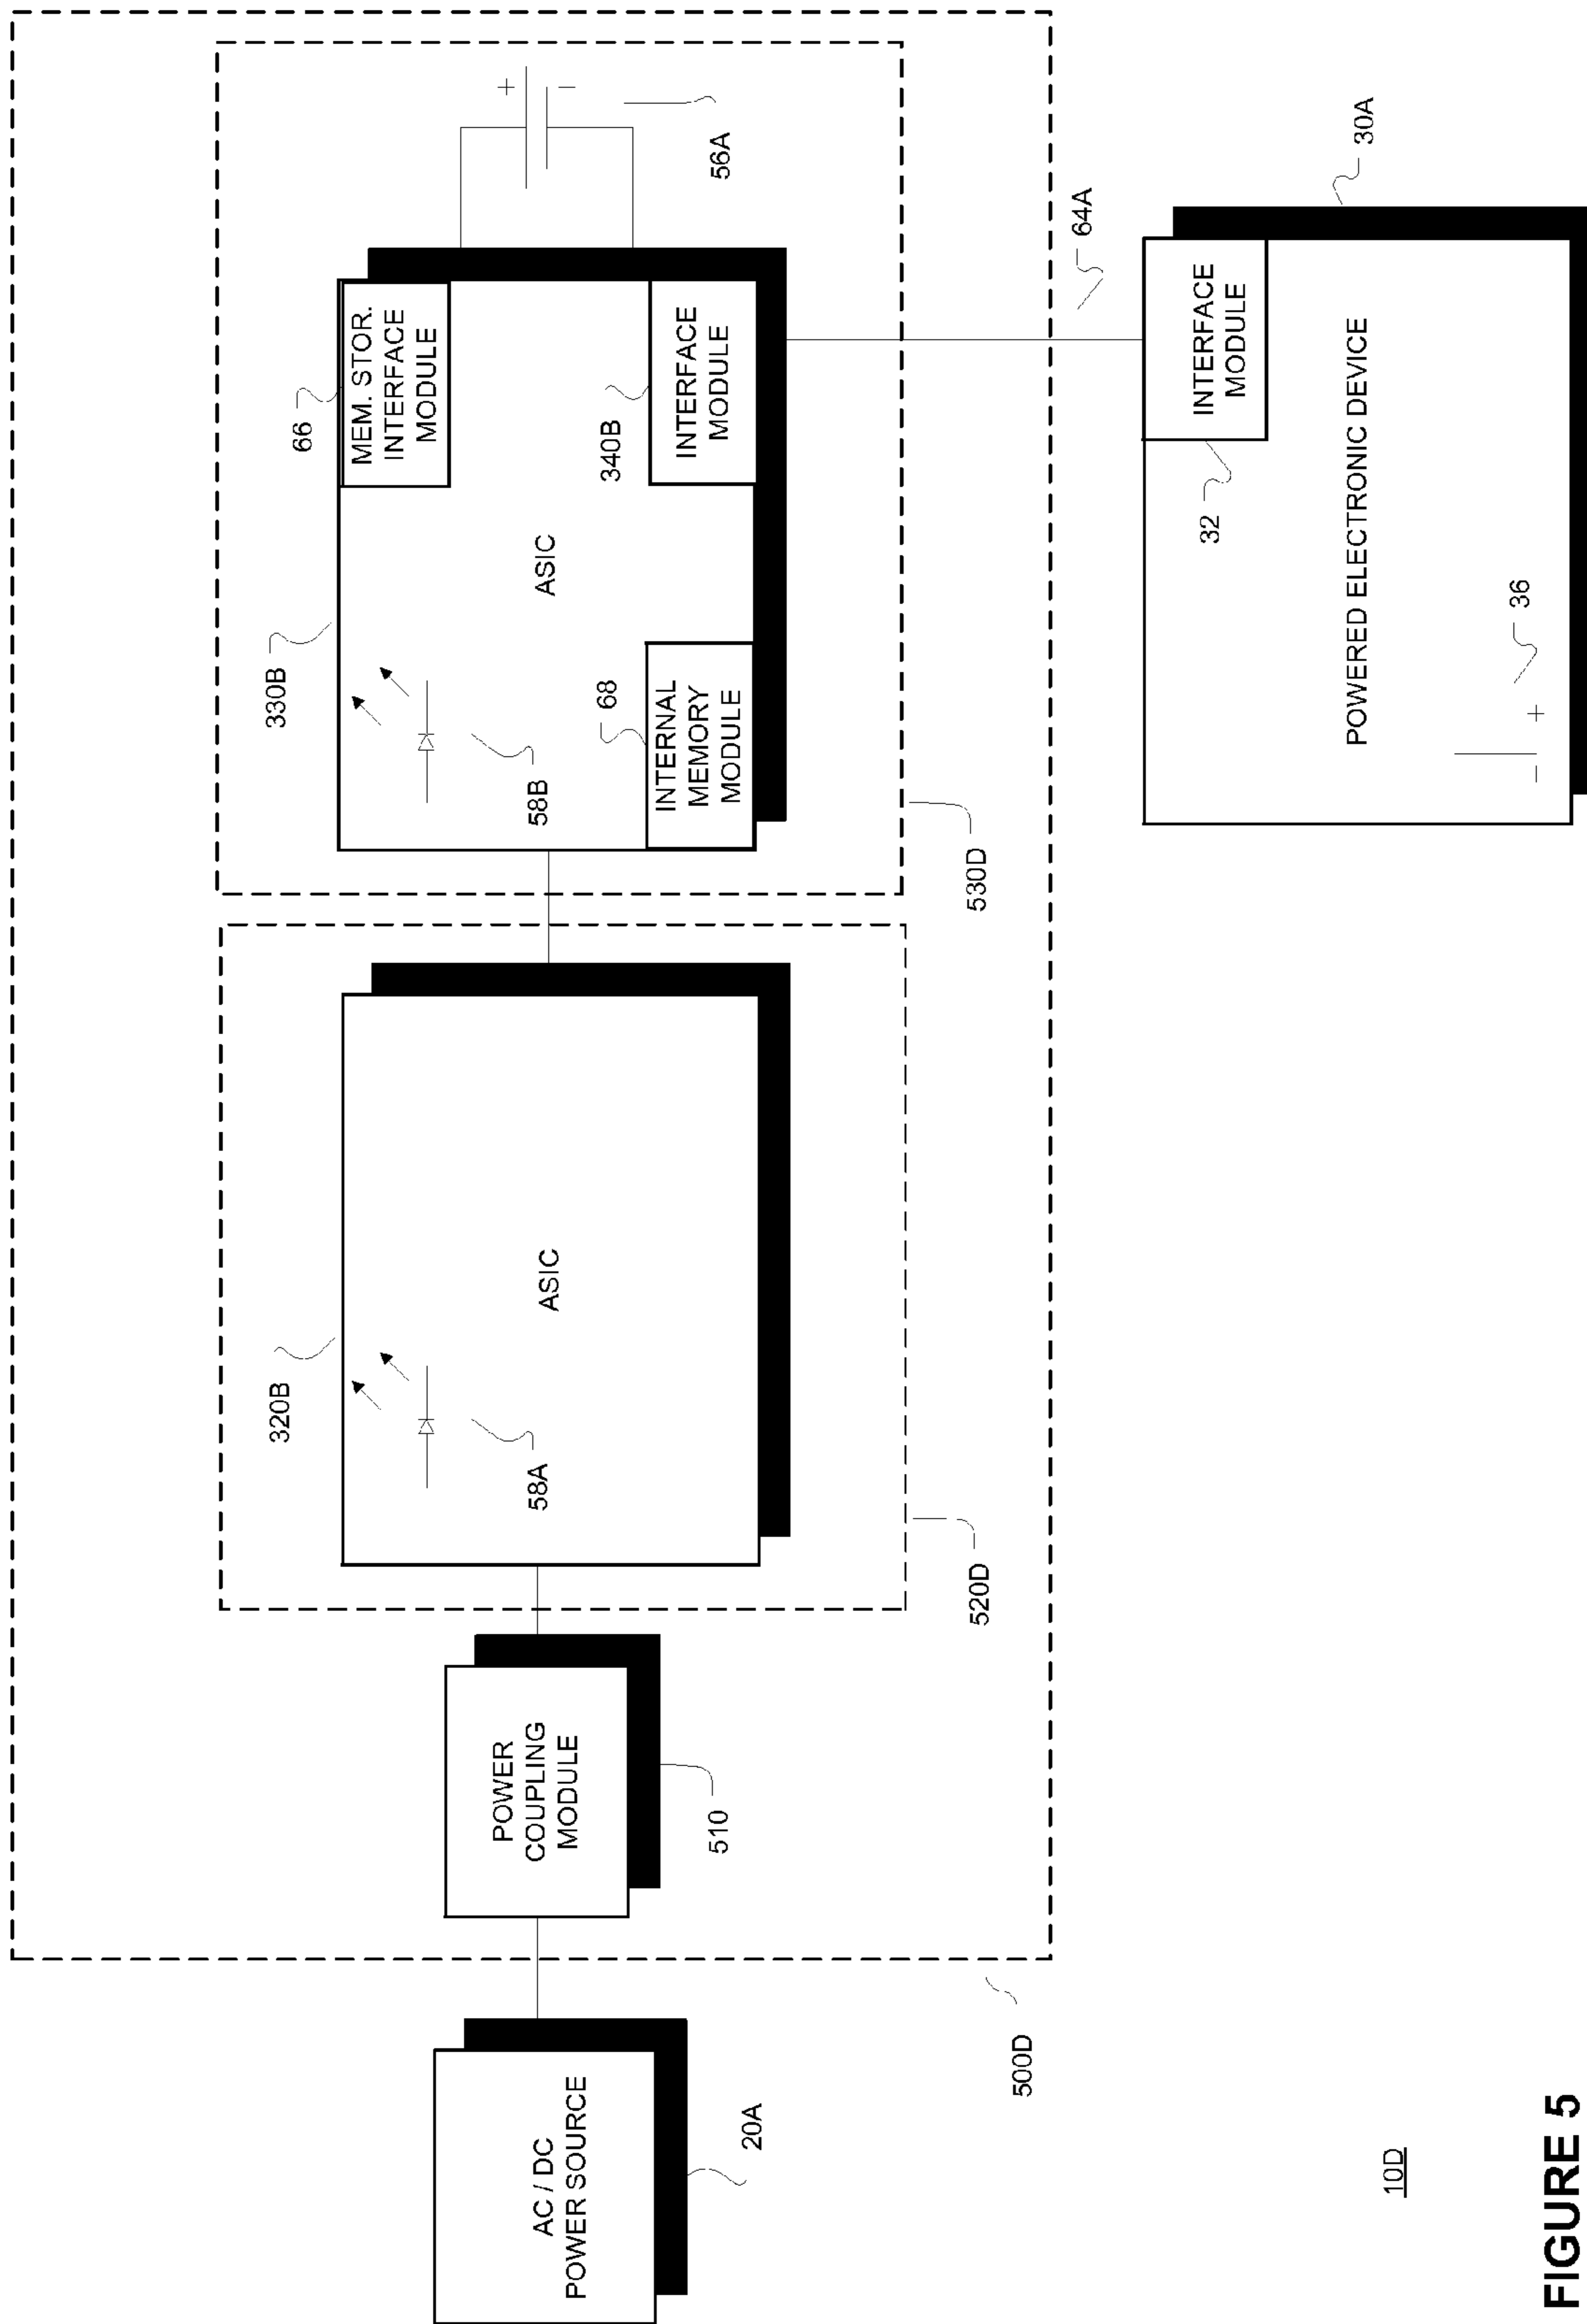 AC / DC
POWER SOURCE
20A
500D
POWER
COUPLING
MODULE
510
320B
58A
ASIC
520D
330B
58B
68
INTERNAL
MEMORY
MODULE
ASIC
66
MEM. STOR.
INTERFACE
MODULE
340B
INTERFACE
MODULE
530D
+
−
56A
64A
INTERFACE
MODULE
32
30A
POWERED ELECTRONIC DEVICE
36
− +
10D
FIGURE 5